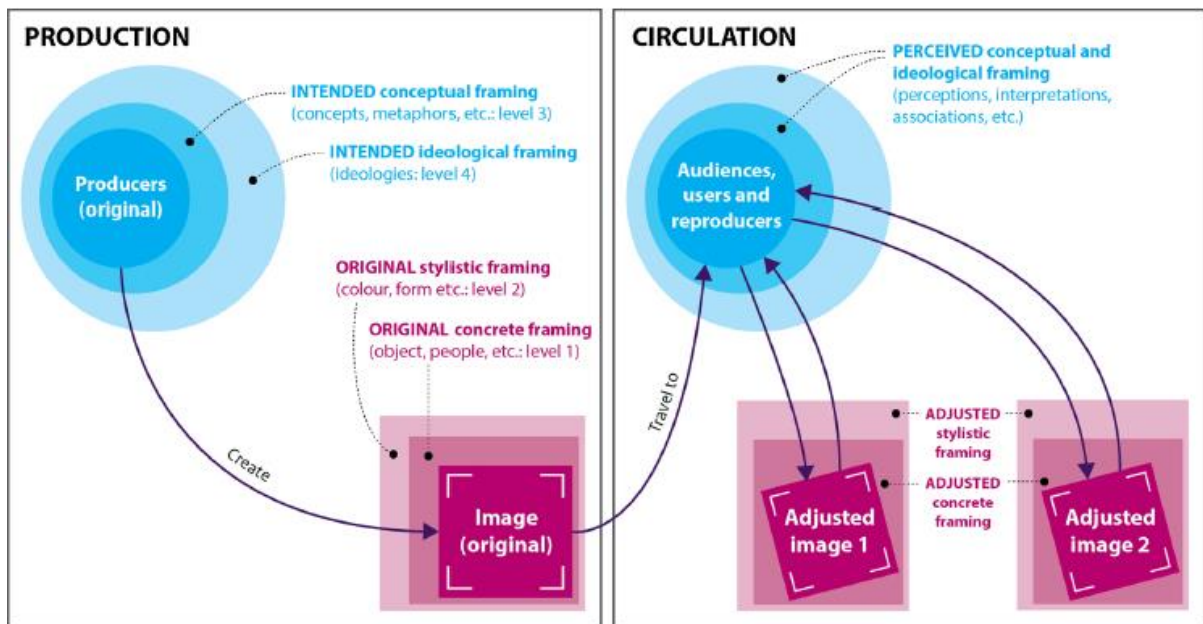 PRODUCTION
INTENDED conceptual framing
(concepts, metaphors, etc.: level 3)
INTENDED ideological framing
(ideologies: level 4)
Producers
(original)
ORIGINAL stylistic framing
(colour, form etc.: level 2)
ORIGINAL concrete framing
(object, people, etc.: level 1)
Create
Image
(original)
Travel to
CIRCULATION
PERCEIVED conceptual and
ideological framing
(perceptions, interpretations,
associations, etc.)
Audiences,
users and
reproducers
ADJUSTED
stylistic
framing
ADJUSTED
concrete
framing
Adjusted
image 1
Adjusted
image 2